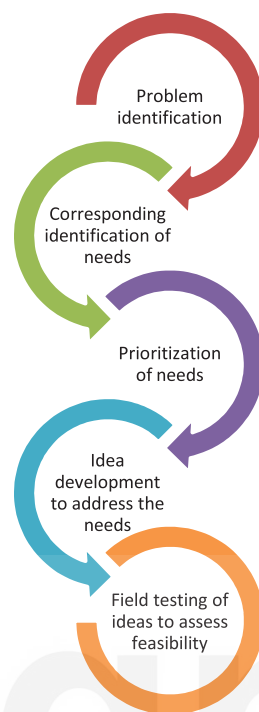 Problem
identification
Corresponding
identification of
needs
Prioritization
of needs
Idea
development
to address the
needs
Field testing of
ideas to assess
feasibility